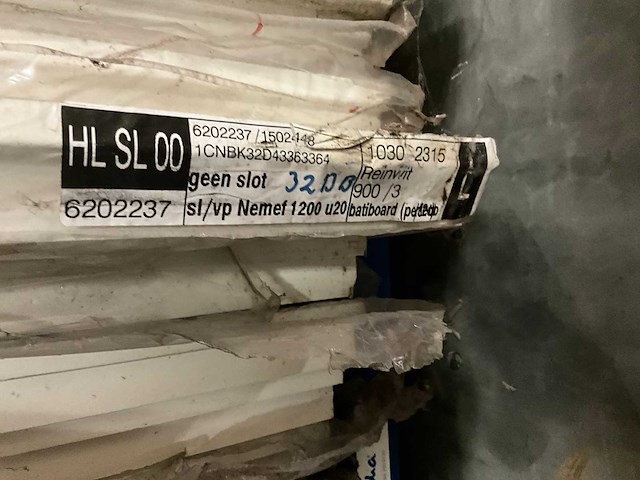 HL SL 00
6202237
6202237 /1502448
1CNBK32D43363364
geen slot 32DB
sl/vp Nemef 1200 u20
1030 2315
Reinwit
900 /3
batiboard